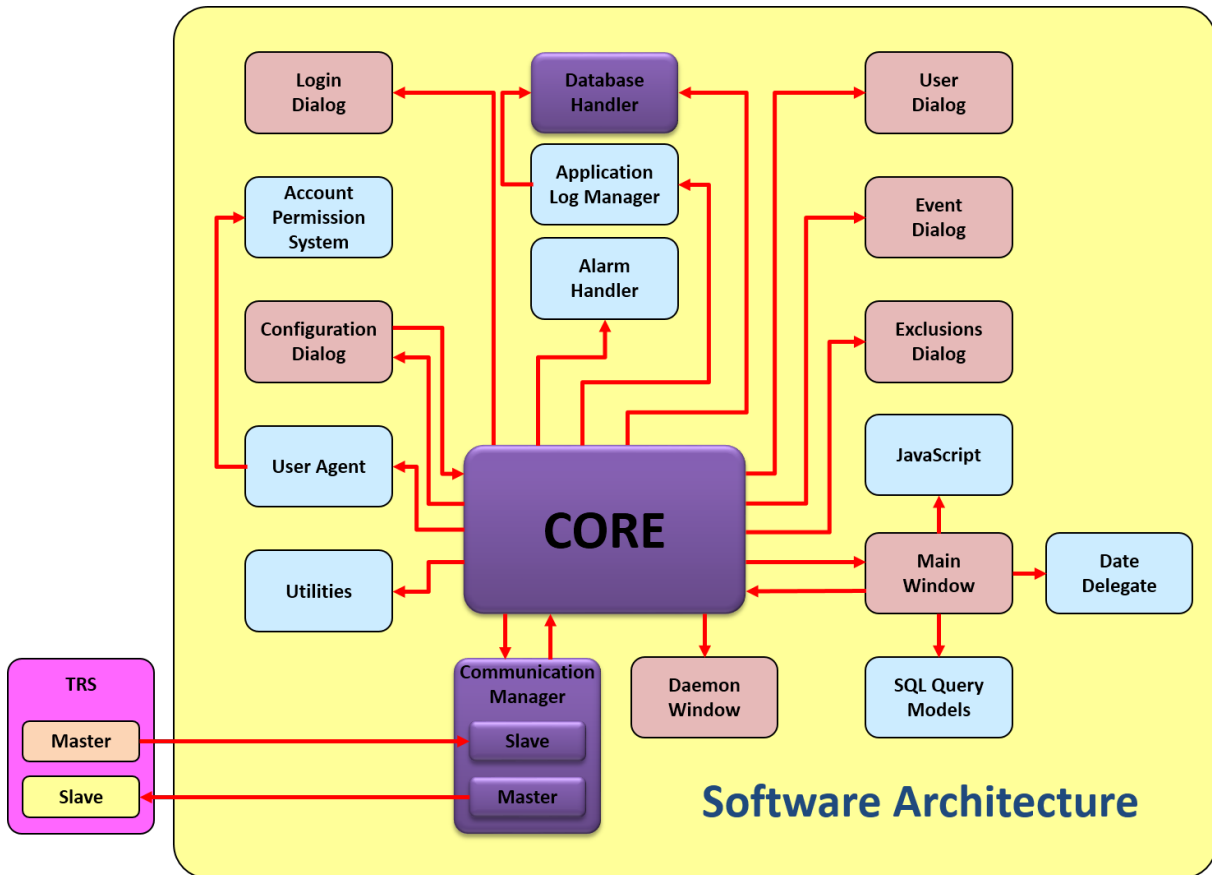 Login
Dialog
Database
Handler
User
Dialog
Account
Permission
System
Application
Log Manager
Event
Dialog
Alarm
Handler
Configuration
Dialog
Exclusions
Dialog
User Agent
JavaScript
CORE
Utilities
Main
Window
Date
Delegate
TRS
Master
Slave
Communication
Manager
Slave
Master
Daemon
Window
SQL Query
Models
Software Architecture